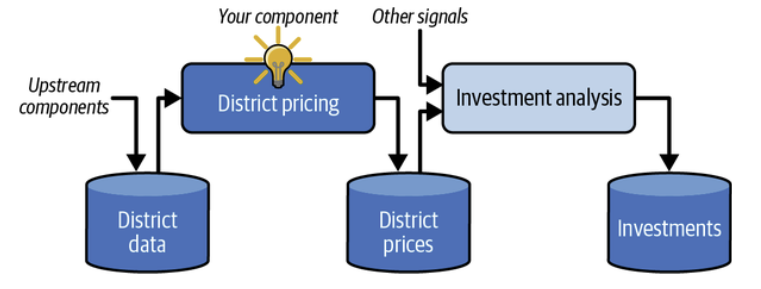 Your component
Other signals
Upstream
components
District pricing
Investment analysis
District
data
District
prices
Investments